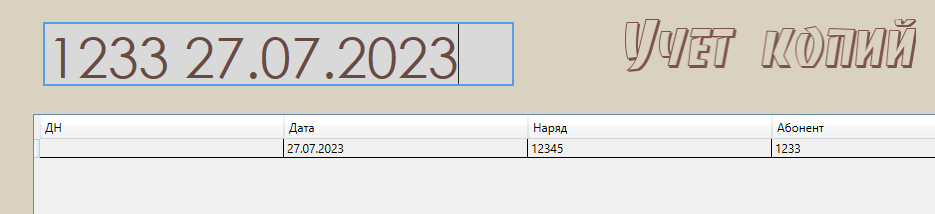 1233 27.07.2023
Учет копий
ДН Дата Наряд Абонент
27.07.2023 12345 1233